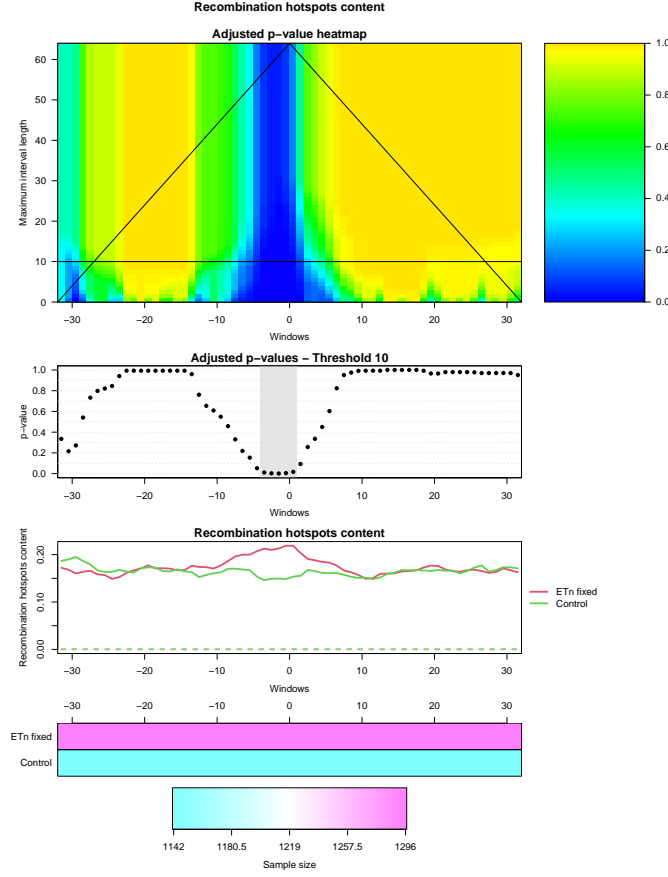 Recombination hotspots content
Adjusted p−value heatmap
Maximum interval length
60
50
40
30
20
10
0
−30 −20 −10 0 10 20 30
Windows
1.0
0.8
0.6
0.4
0.2
0.0
Adjusted p−values − Threshold 10
p−value
1.0
0.8
0.6
0.4
0.2
0.0
−30 −20 −10 0 10 20 30
Windows
Recombination hotspots content
Recombination hotspots content
0.20
0.10
0.00
−30 −20 −10 0 10 20 30
Windows
ETn fixed
Control
−30 −20 −10 0 10 20 30
ETn fixed
Control
1142 1180.5 1219 1257.5 1296
Sample size